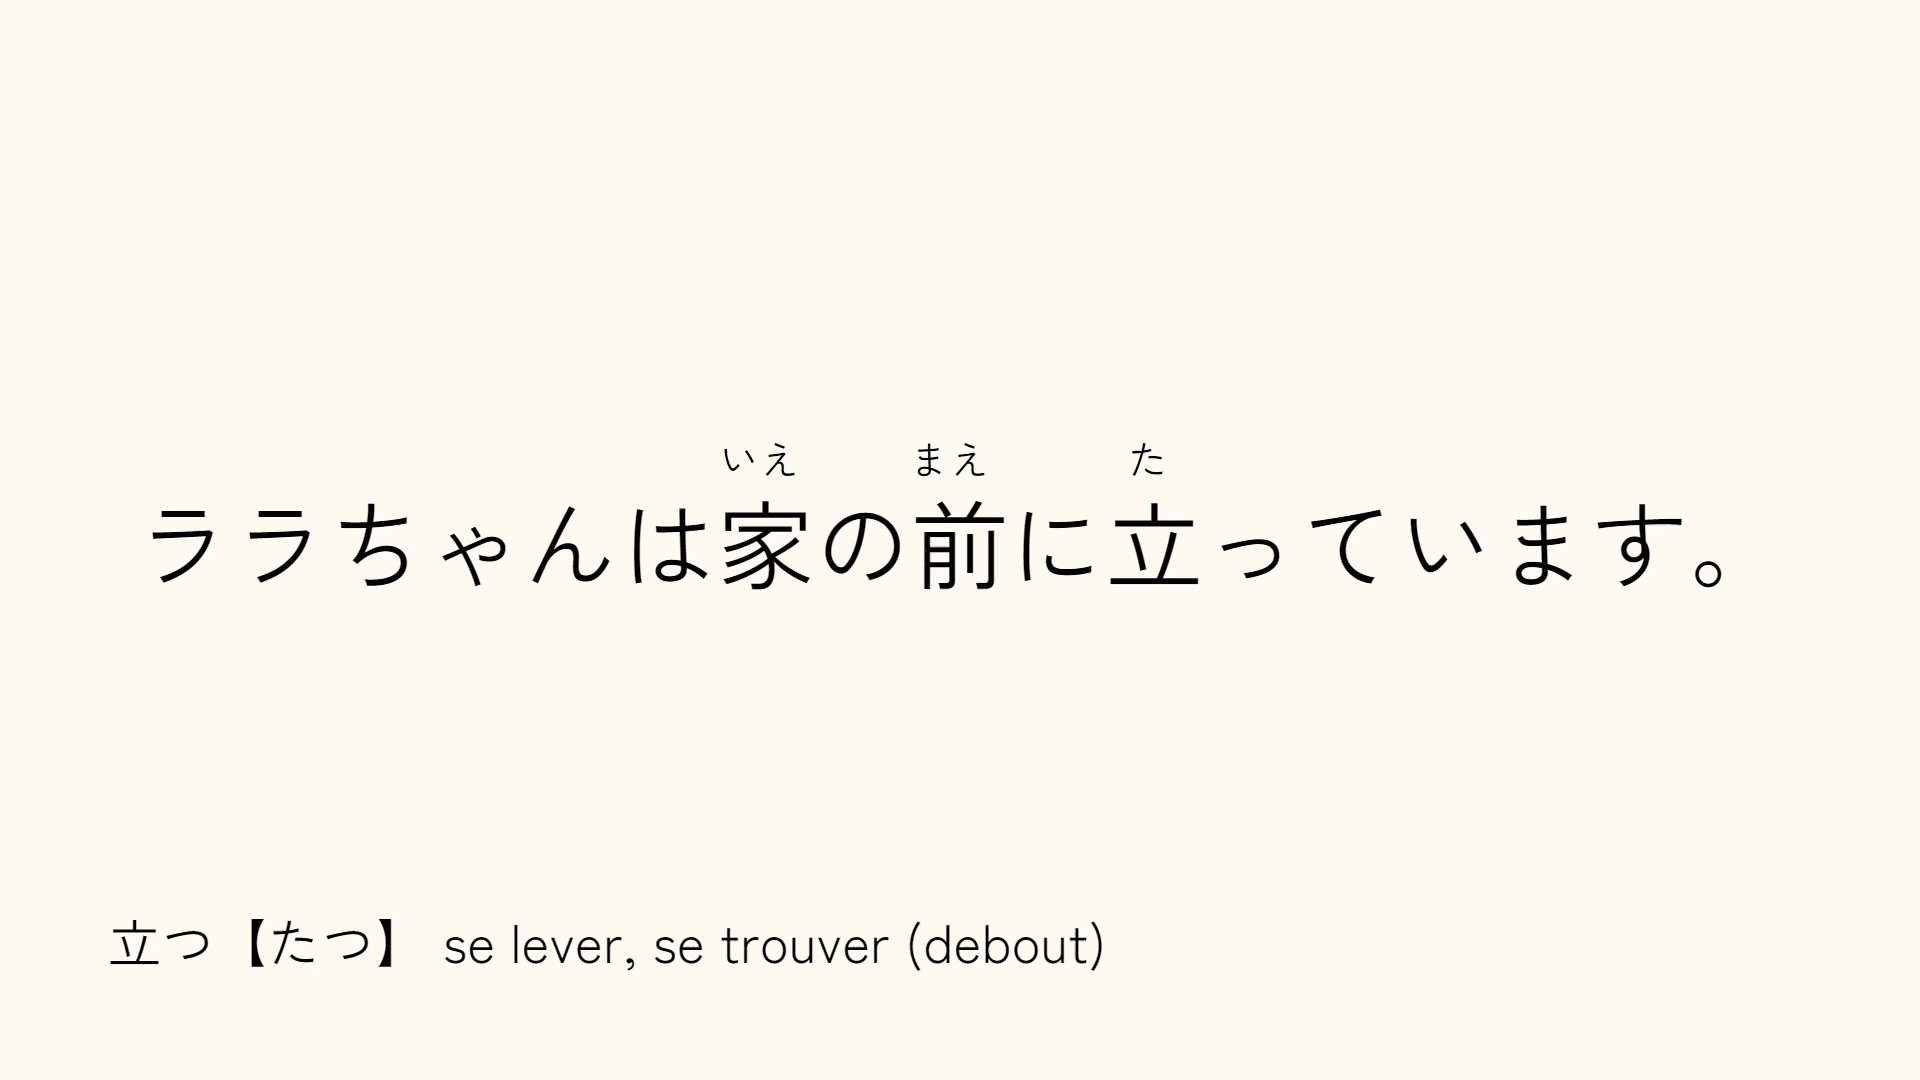 いえ まえ た
ララちゃんは家の前に立っています。
立つ【たつ】 se lever, se trouver (debout)